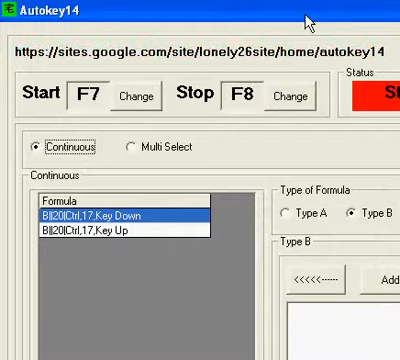 Autokey14
https://sites.google.com/site/lonely26site/home/autokey14
Status
Start F7 Change Stop F8 Change
Continuous Multi Select
Continuous
Type of Formula
Formula
Type A Type B
B||20|Ctrl,17,Key Down
B||20|Ctrl,17,Key Up
Type B
<<<<<------ Add